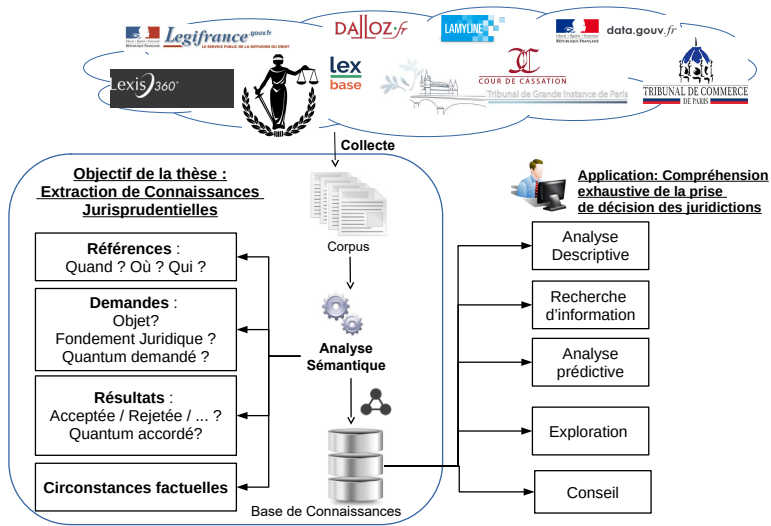 Legifrance.gouv.fr
LE SERVICE PUBLIC DE LA DIFFUSION DU DROIT
DALLOZ.fr
LAMYLINE
data.gouv.fr
Lexis 360°
lex
base
COUR DE CASSATION
Tribunal de Grande Instance de Paris
TRIBUNAL DE COMMERCE
DE PARIS
Collecte
Objectif de la thèse :
Extraction de Connaissances
Jurisprudentielles
Corpus
Références :
Quand ? Où ? Qui ?
Demandes :
Objet?
Fondement Juridique ?
Quantum demandé ?
Analyse
Sémantique
Résultats :
Acceptée / Rejetée / ... ?
Quantum accordé?
Circonstances factuelles
Base de Connaissances
Application: Compréhension
exhaustive de la prise
de décision des juridictions
Analyse
Descriptive
Recherche
d'information
Analyse
prédictive
Exploration
Conseil